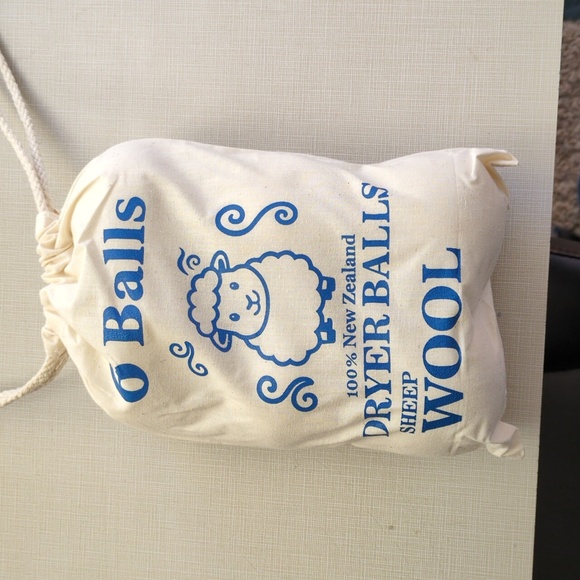 6 Balls
100% New Zealand
DRYER BALLS
SHEEP
WOOL